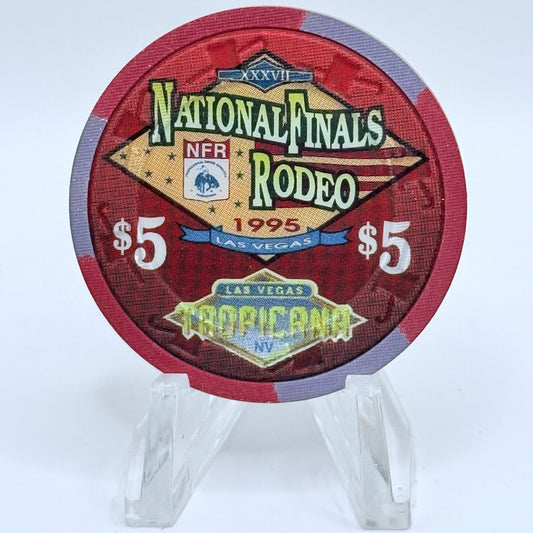 XXXVII
NATIONAL FINALS
NFR
RODEO
1995
LAS VEGAS
$5 $5
LAS VEGAS
TROPICANA
NV